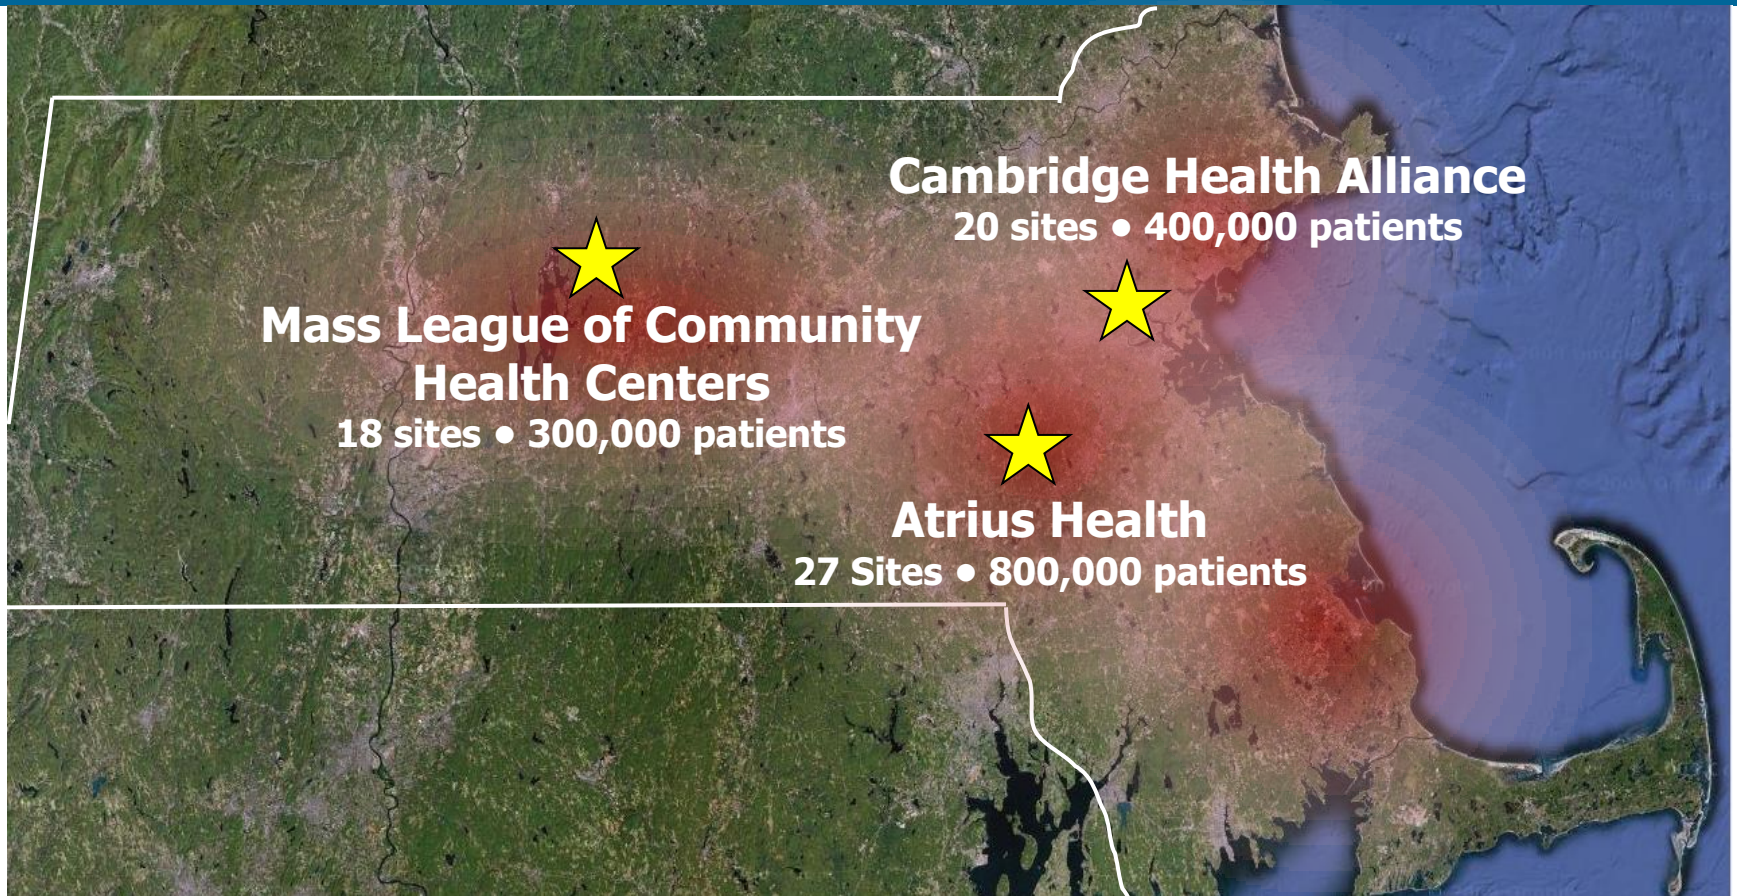 Cambridge Health Alliance
20 sites • 400,000 patients
Mass League of Community
Health Centers
18 sites • 300,000 patients
Atrius Health
27 Sites • 800,000 patients